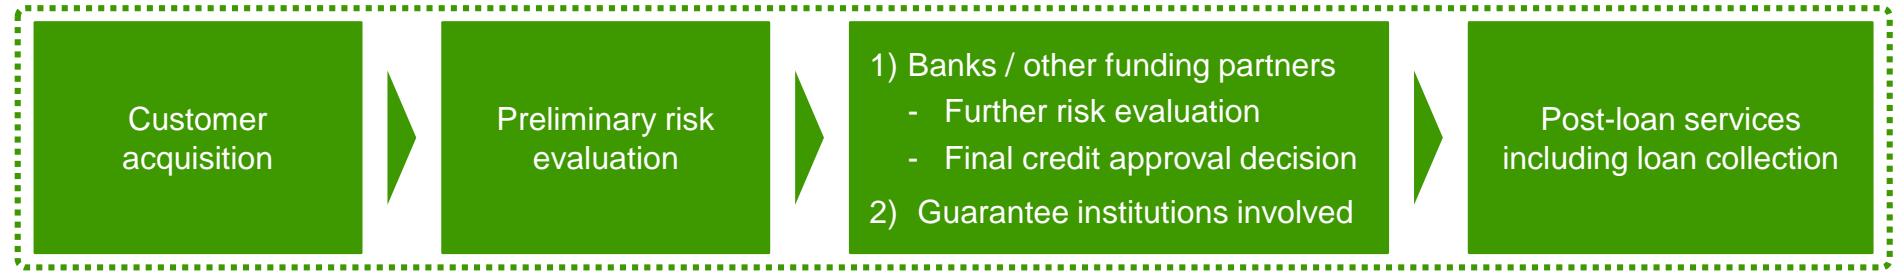 Customer
acquisition
Preliminary risk
evaluation
1) Banks / other funding partners
- Further risk evaluation
- Final credit approval decision
2) Guarantee institutions involved
Post-loan services
including loan collection